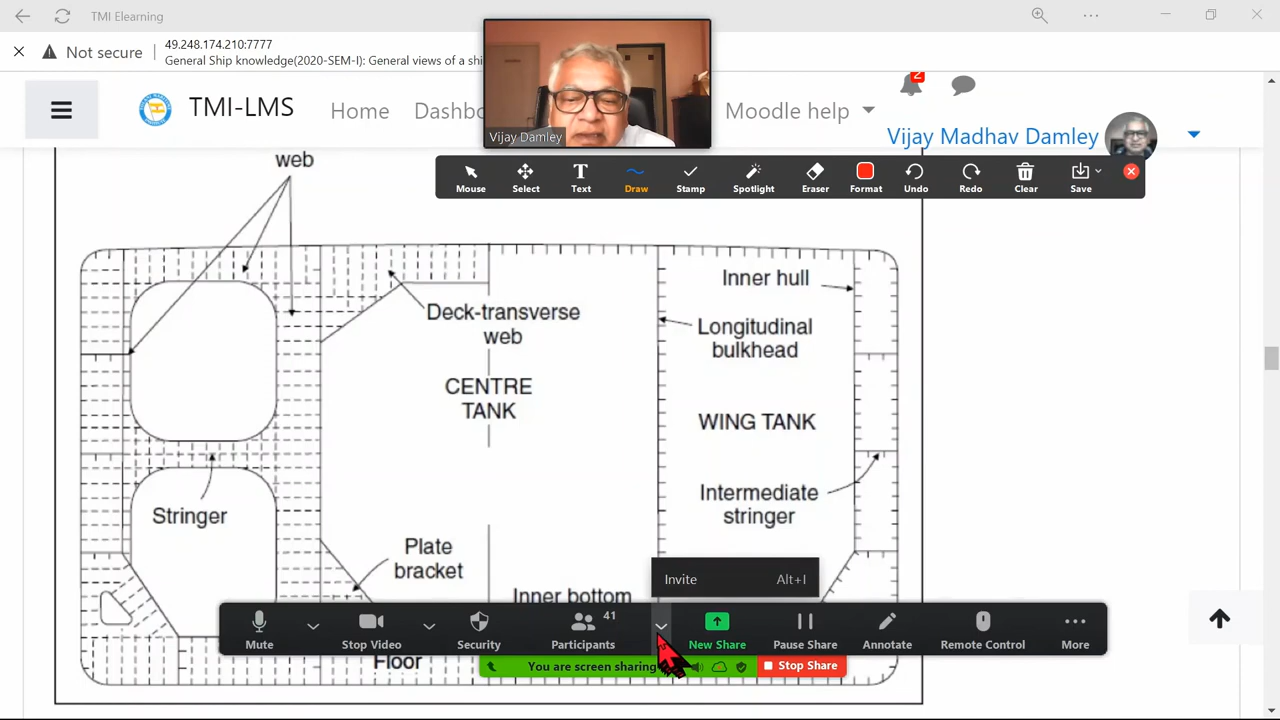 TMI Elearning
Not secure
49.248.174.210:7777
General Ship knowledge(2020-SEM-I): General views of a shi
TMI-LMS
Home
Dashbo
Moodle help
2
Vijay Madhav Damley
Vijay Damley
Mouse
Select
Text
Draw
Stamp
Spotlight
Eraser
Format
Undo
Redo
Clear
Save
web
Deck-transverse
web
CENTRE
TANK
Inner hull
Longitudinal
bulkhead
WING TANK
Intermediate
stringer
Stringer
Plate
bracket
Inner bottom
Floor
Invite Alt+I
Mute
Stop Video
Security
Participants
41
New Share
Pause Share
Annotate
Remote Control
More
You are screen sharing
Stop Share